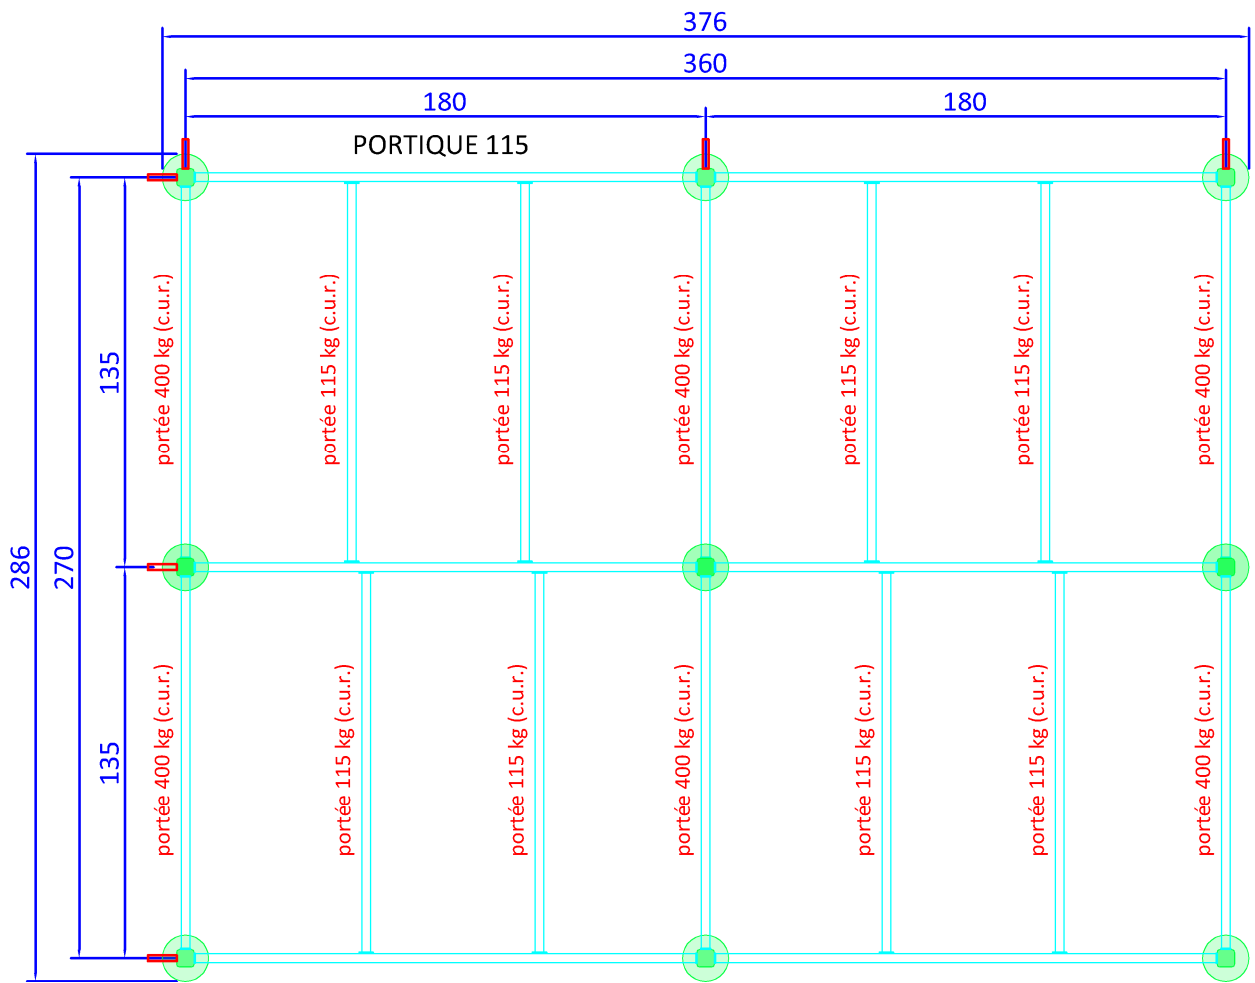 376
360
180
180
PORTIQUE 115
portée 400 kg (c.u.r.)
portée 115 kg (c.u.r.)
portée 115 kg (c.u.r.)
portée 400 kg (c.u.r.)
portée 115 kg (c.u.r.)
portée 115 kg (c.u.r.)
portée 400 kg (c.u.r.)
135
286
270
135
portée 400 kg (c.u.r.)
portée 115 kg (c.u.r.)
portée 115 kg (c.u.r.)
portée 400 kg (c.u.r.)
portée 115 kg (c.u.r.)
portée 115 kg (c.u.r.)
portée 400 kg (c.u.r.)